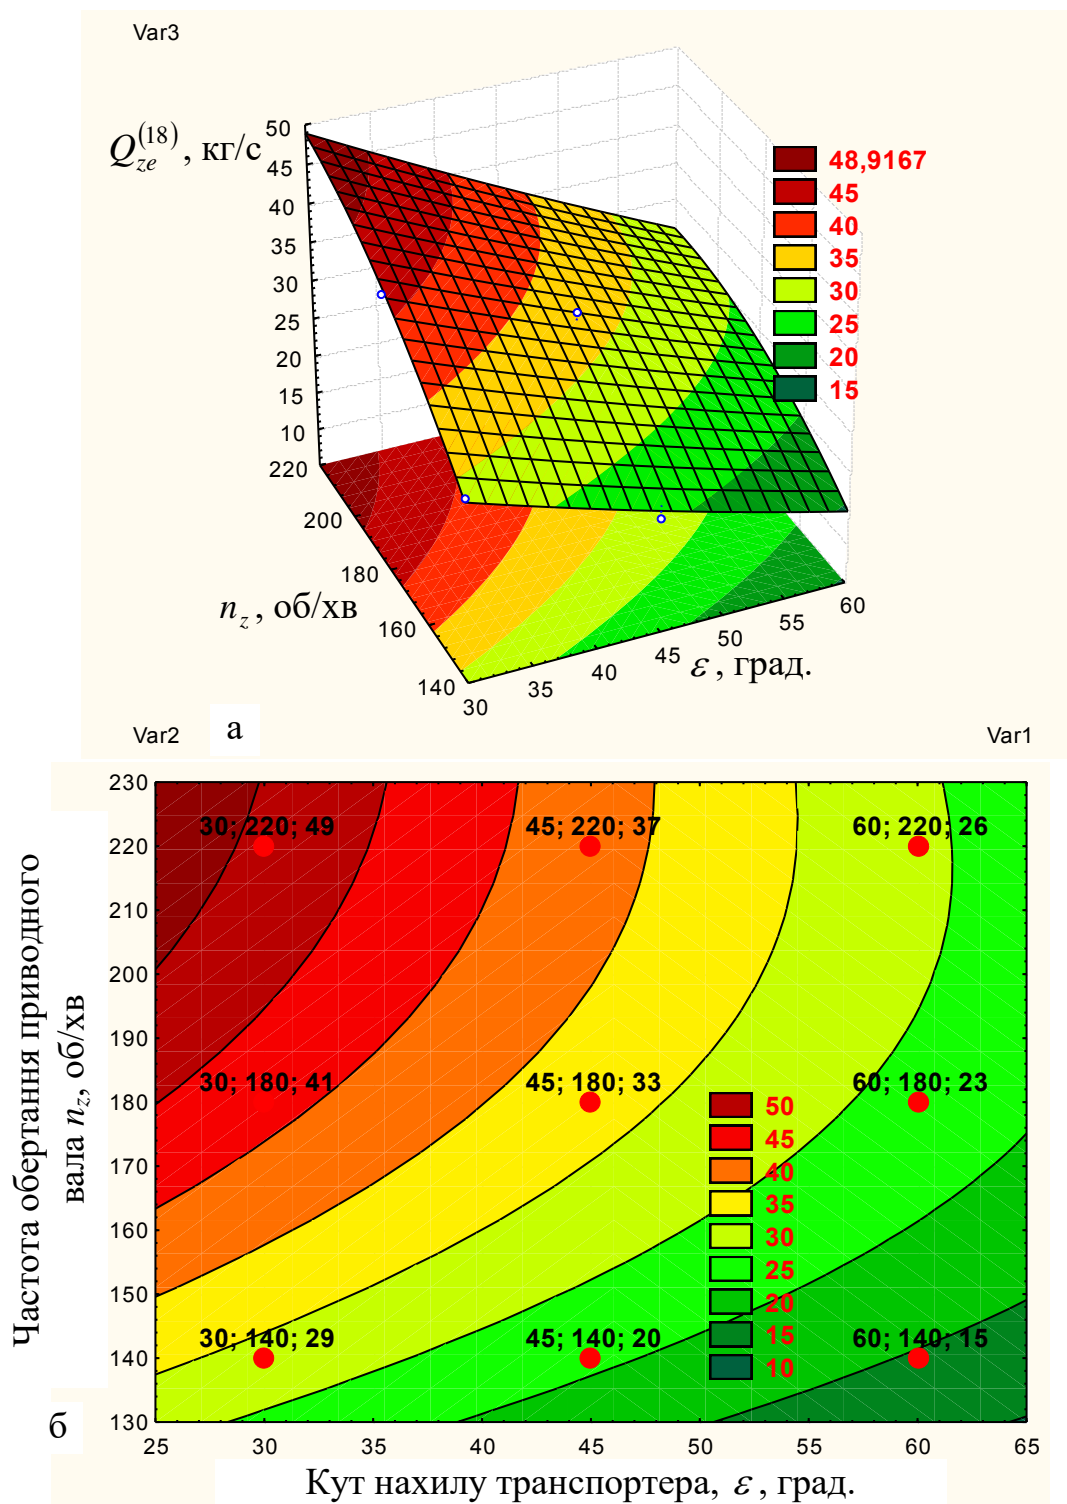 Var3
Q_{ze}^{(18)}, кг/с
50
45
40
35
30
25
20
15
10
220
200
180
160
140
n_z, об/хв
30
35
40
45
50
55
60
ε, град.
48,9167
45
40
35
30
25
20
15
Var2
а
Var1
230
220
210
200
190
180
170
160
150
140
130
Частота обертання приводного
вала n_z, об/хв
30; 220; 49
45; 220; 37
60; 220; 26
30; 180; 41
45; 180; 33
60; 180; 23
30; 140; 29
45; 140; 20
60; 140; 15
50
45
40
35
30
25
20
15
10
б
25 30 35 40 45 50 55 60 65
Кут нахилу транспортера, ε, град.